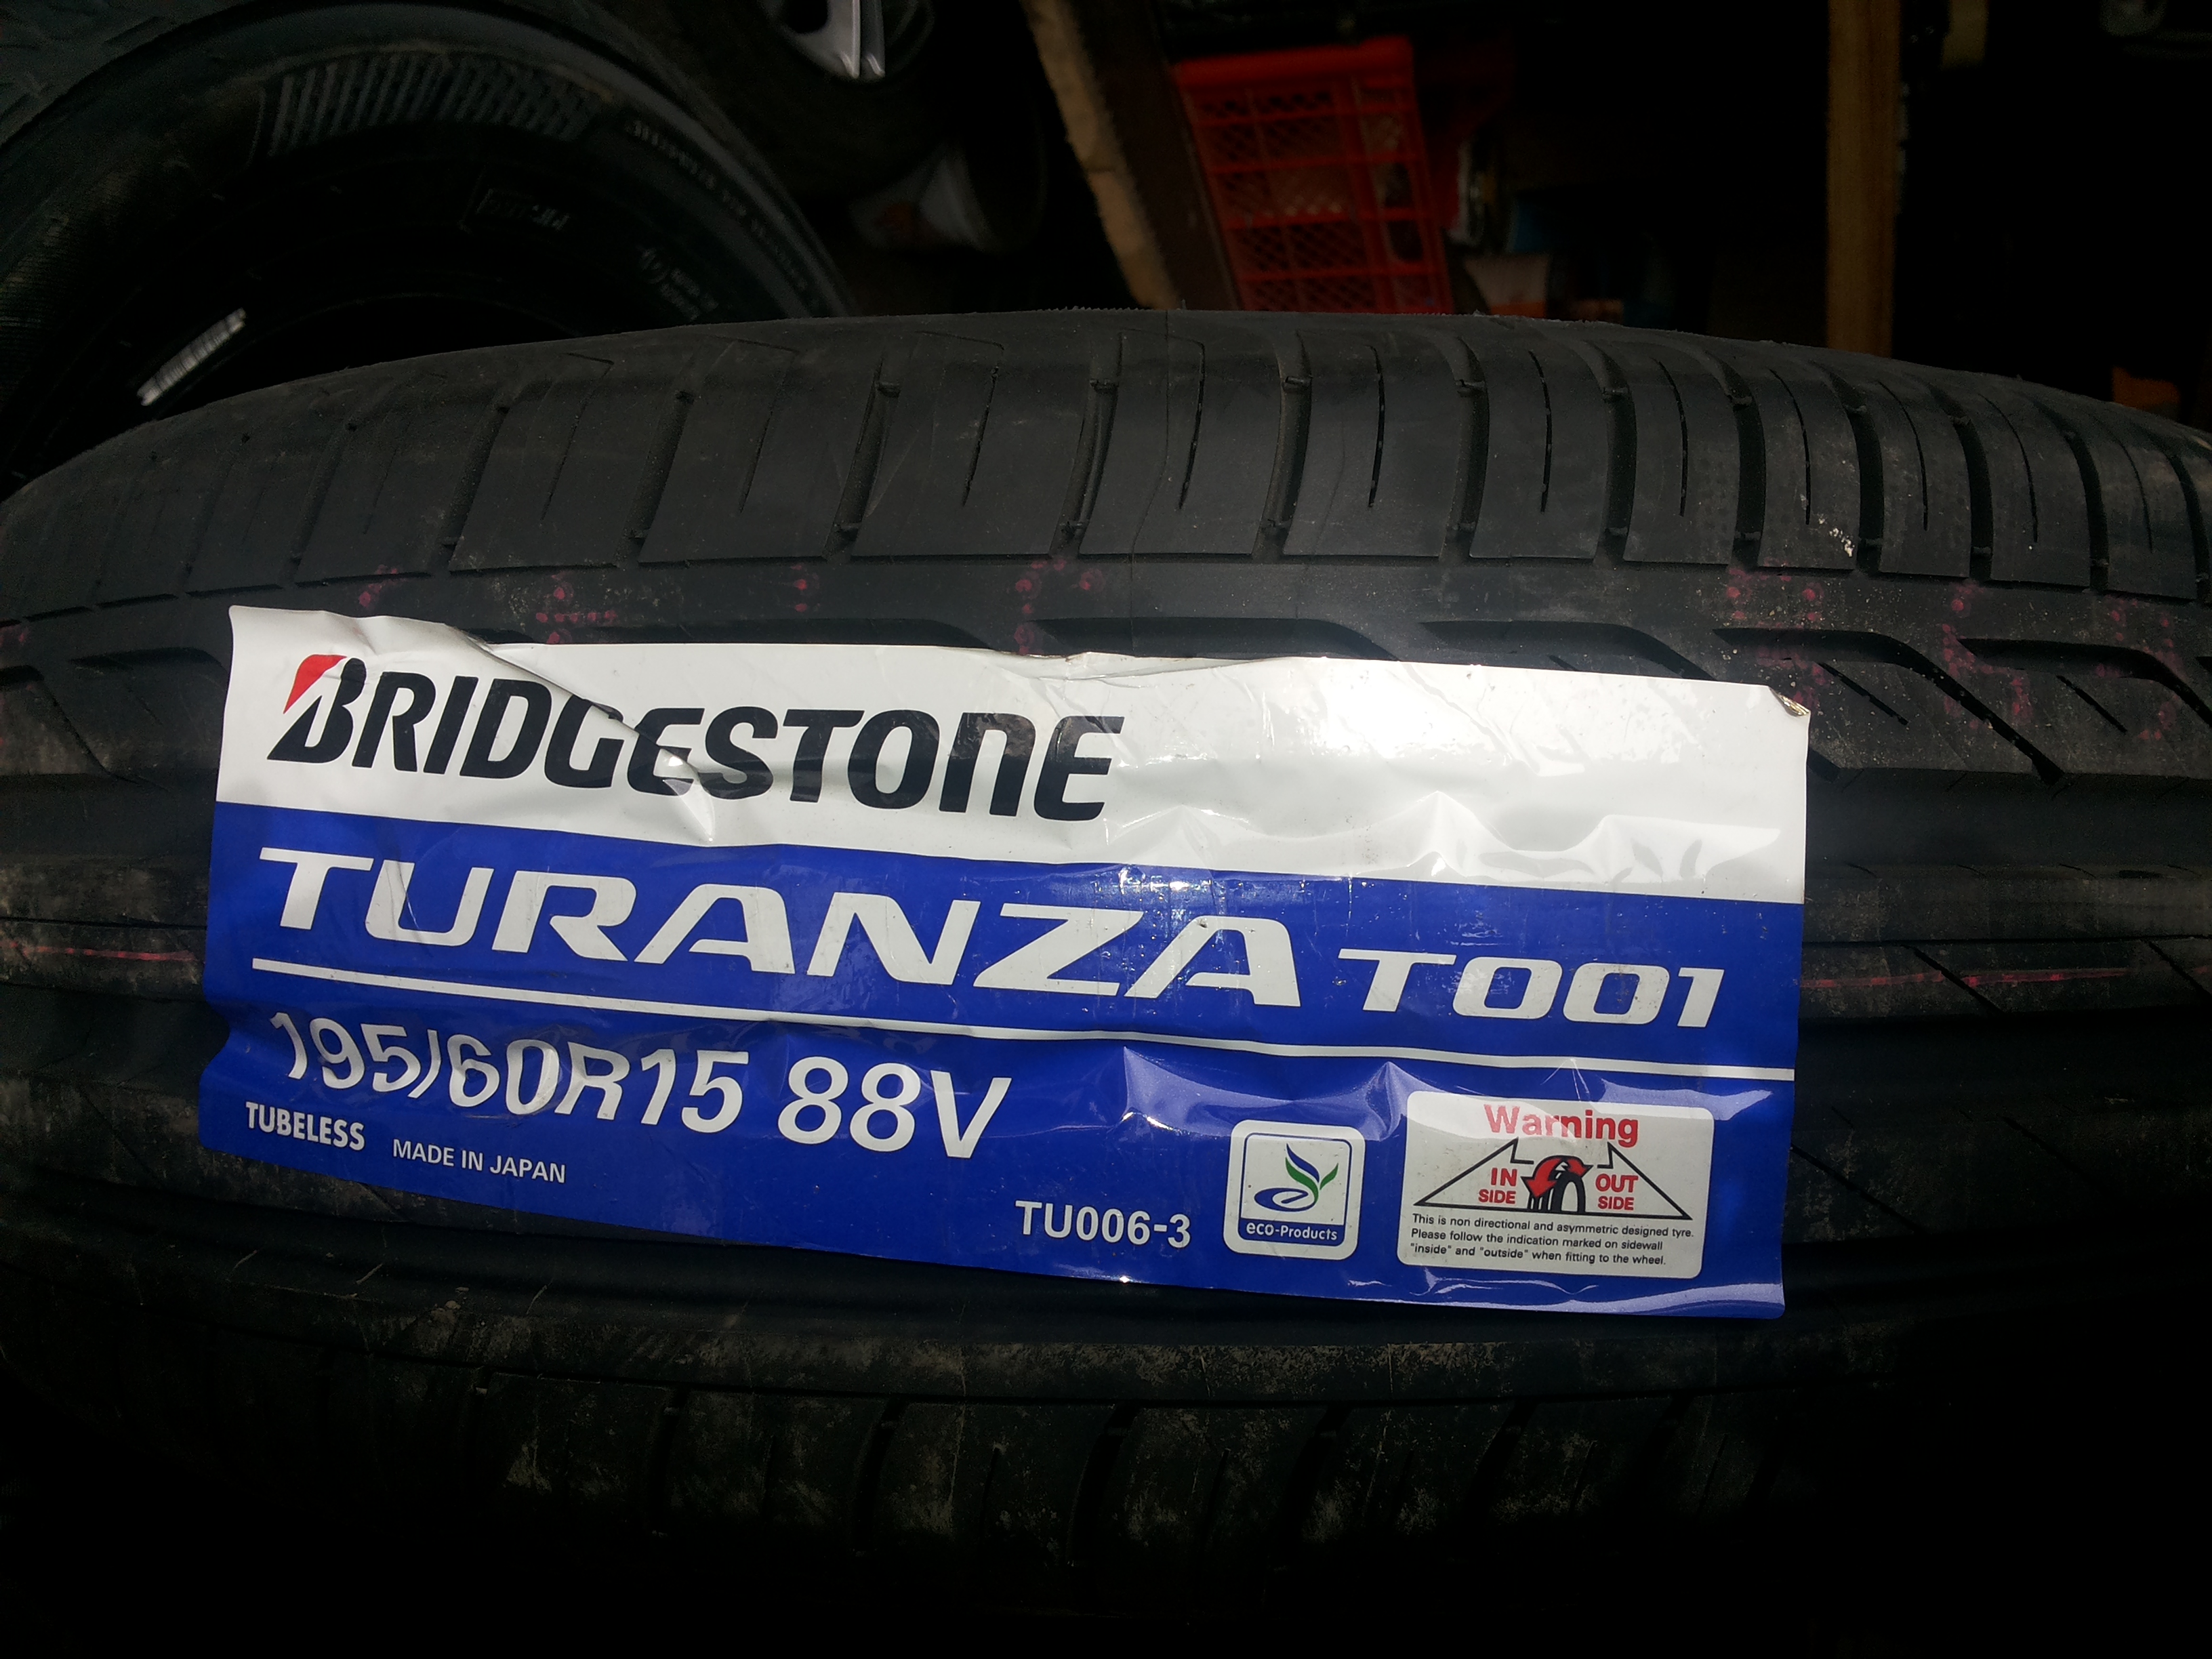 BRIDGESTONE
TURANZA T001
195/60R15 88V
TUBELESS MADE IN JAPAN
TU006-3
eco-Products
Warning
IN SIDE
OUT SIDE
This is non directional and asymmetric designed tyre.
Please follow the indication marked on sidewall
"inside" and "outside" when fitting to the wheel.